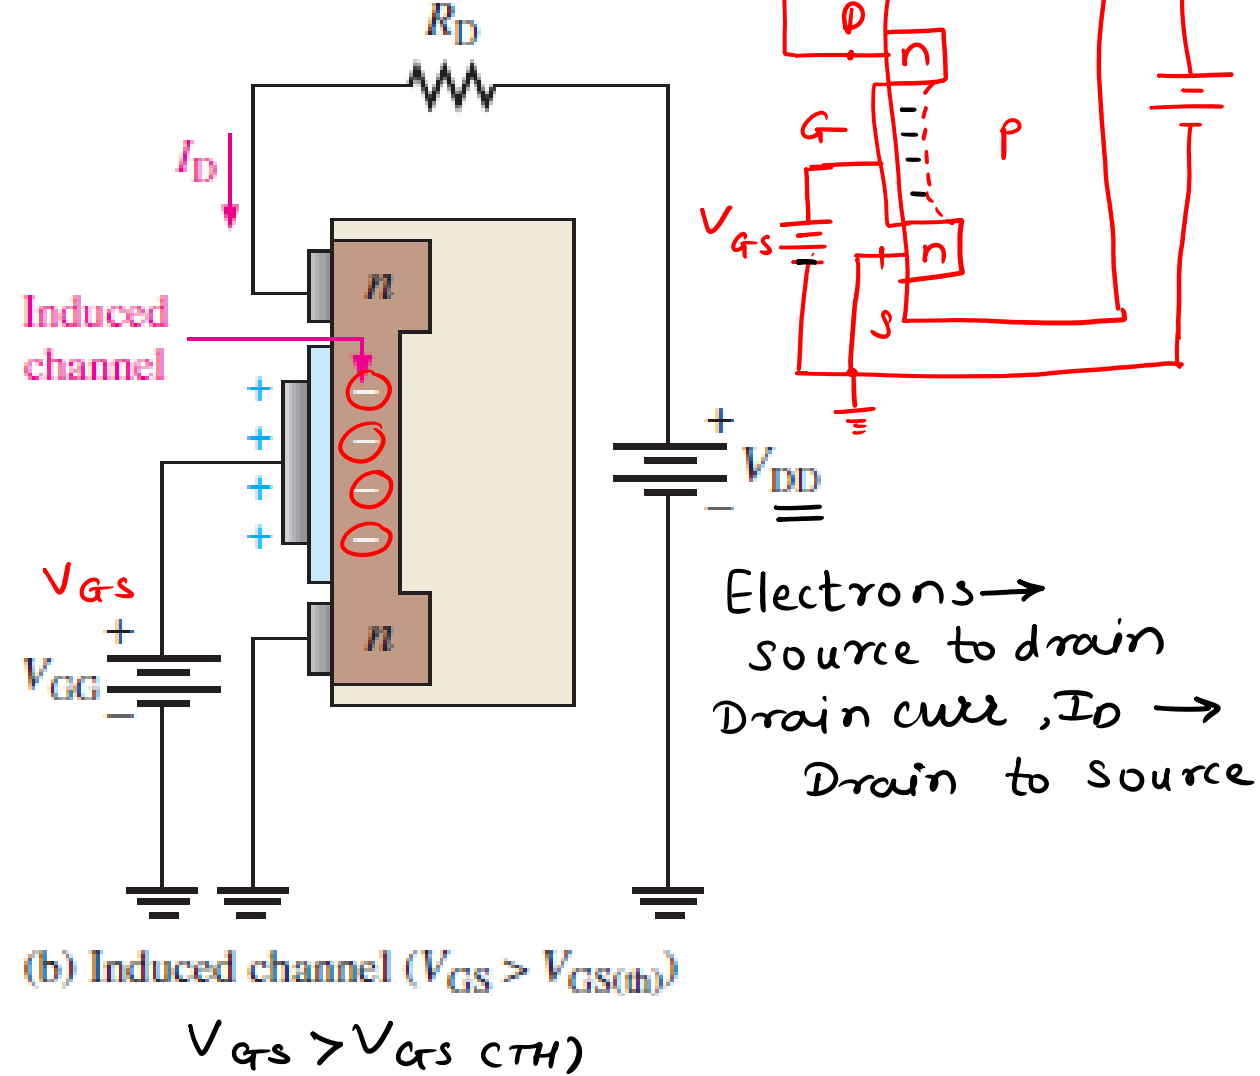 R_D
I_D
n
Induced
channel
+
+
+
+
−
−
−
−
V_GS
+
V_GG
−
n
+
V_DD
−
D
n
G
P
V_GS
n
S
Electrons →
source to drain
Drain curr , I_D →
Drain to source
(b) Induced channel (V_GS > V_GS(th))
V_GS > V_GS (TH)